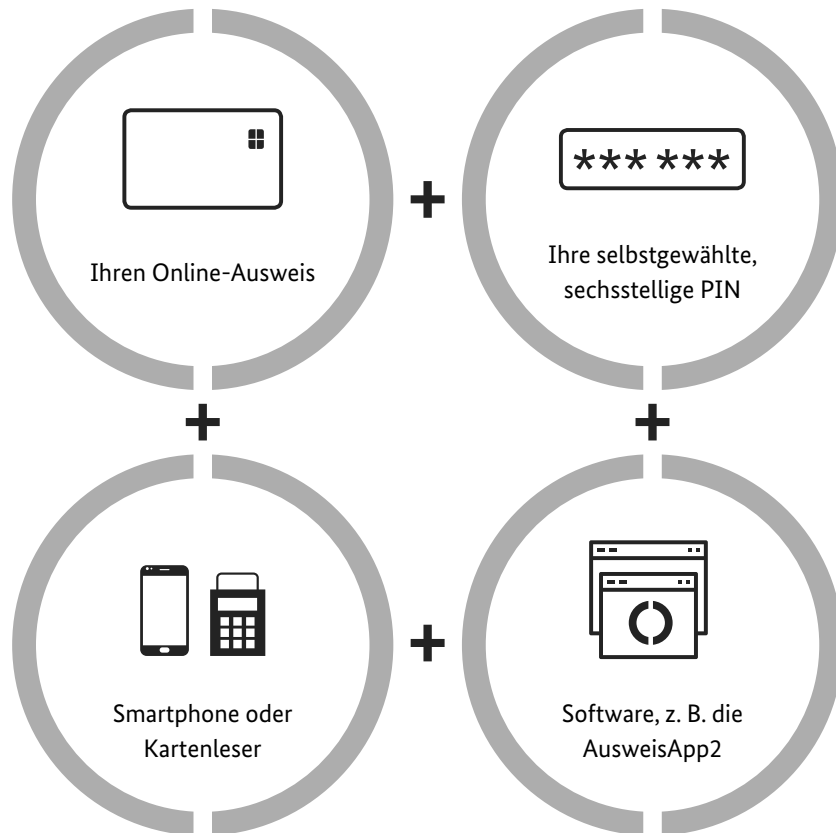 Ihren Online-Ausweis
*** ***
Ihre selbstgewählte,
sechsstellige PIN
Smartphone oder
Kartenleser
Software, z. B. die
AusweisApp2